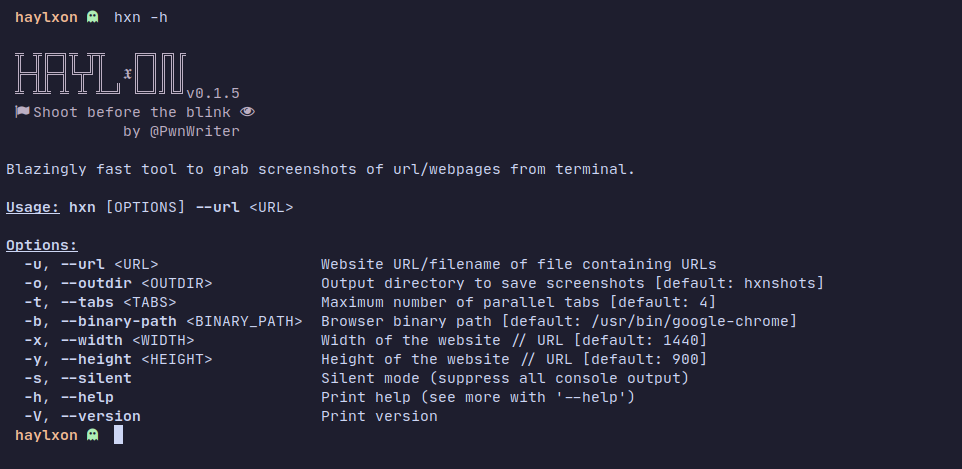 haylxon hxn -h
HAYLXON v0.1.5
Shoot before the blink
by @PwnWriter
Blazingly fast tool to grab screenshots of url/webpages from terminal.
Usage: hxn [OPTIONS] --url <URL>
Options:
-u, --url <URL> Website URL/filename of file containing URLs
-o, --outdir <OUTDIR> Output directory to save screenshots [default: hxnshots]
-t, --tabs <TABS> Maximum number of parallel tabs [default: 4]
-b, --binary-path <BINARY_PATH> Browser binary path [default: /usr/bin/google-chrome]
-x, --width <WIDTH> Width of the website // URL [default: 1440]
-y, --height <HEIGHT> Height of the website // URL [default: 900]
-s, --silent Silent mode (suppress all console output)
-h, --help Print help (see more with '--help')
-V, --version Print version
haylxon